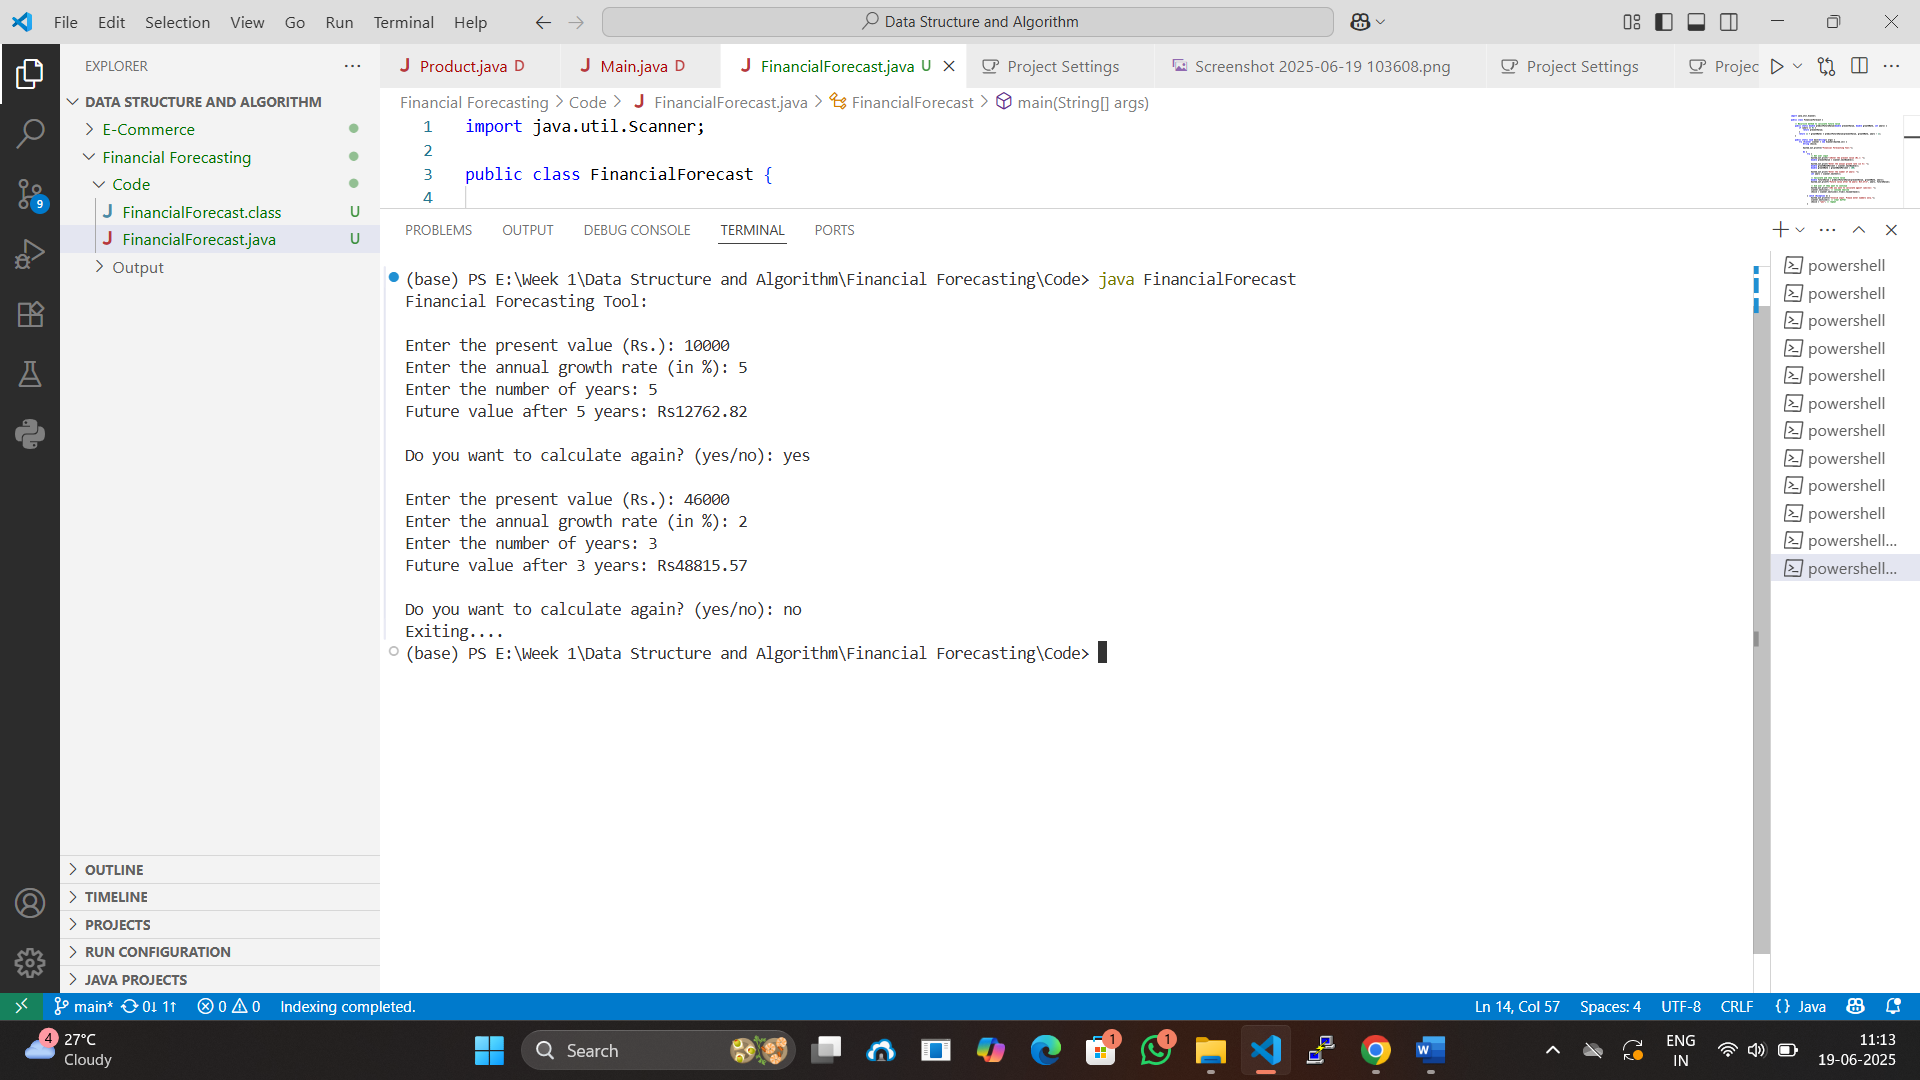 File Edit Selection View Go Run Terminal Help
Data Structure and Algorithm
EXPLORER
DATA STRUCTURE AND ALGORITHM
E-Commerce
Financial Forecasting
Code
FinancialForecast.class U
FinancialForecast.java U
Output
OUTLINE
TIMELINE
PROJECTS
RUN CONFIGURATION
JAVA PROJECTS
9
Product.java D
Main.java D
FinancialForecast.java U
Project Settings
Screenshot 2025-06-19 103608.png
Project Settings
Projec
Financial Forecasting > Code > FinancialForecast.java > FinancialForecast > main(String[] args)
1 import java.util.Scanner;
2
3 public class FinancialForecast {
4
PROBLEMS OUTPUT DEBUG CONSOLE TERMINAL PORTS
(base) PS E:\Week 1\Data Structure and Algorithm\Financial Forecasting\Code> java FinancialForecast
Financial Forecasting Tool:
Enter the present value (Rs.): 10000
Enter the annual growth rate (in %): 5
Enter the number of years: 5
Future value after 5 years: Rs12762.82
Do you want to calculate again? (yes/no): yes
Enter the present value (Rs.): 46000
Enter the annual growth rate (in %): 2
Enter the number of years: 3
Future value after 3 years: Rs48815.57
Do you want to calculate again? (yes/no): no
Exiting....
(base) PS E:\Week 1\Data Structure and Algorithm\Financial Forecasting\Code>
powershell
powershell
powershell
powershell
powershell
powershell
powershell
powershell
powershell
powershell
powershell...
powershell...
main* 0↓ 1↑ 0 0 Indexing completed.
Ln 14, Col 57 Spaces: 4 UTF-8 CRLF {} Java
4
27°C
Cloudy
Search
1
1
ENG
IN
11:13
19-06-2025